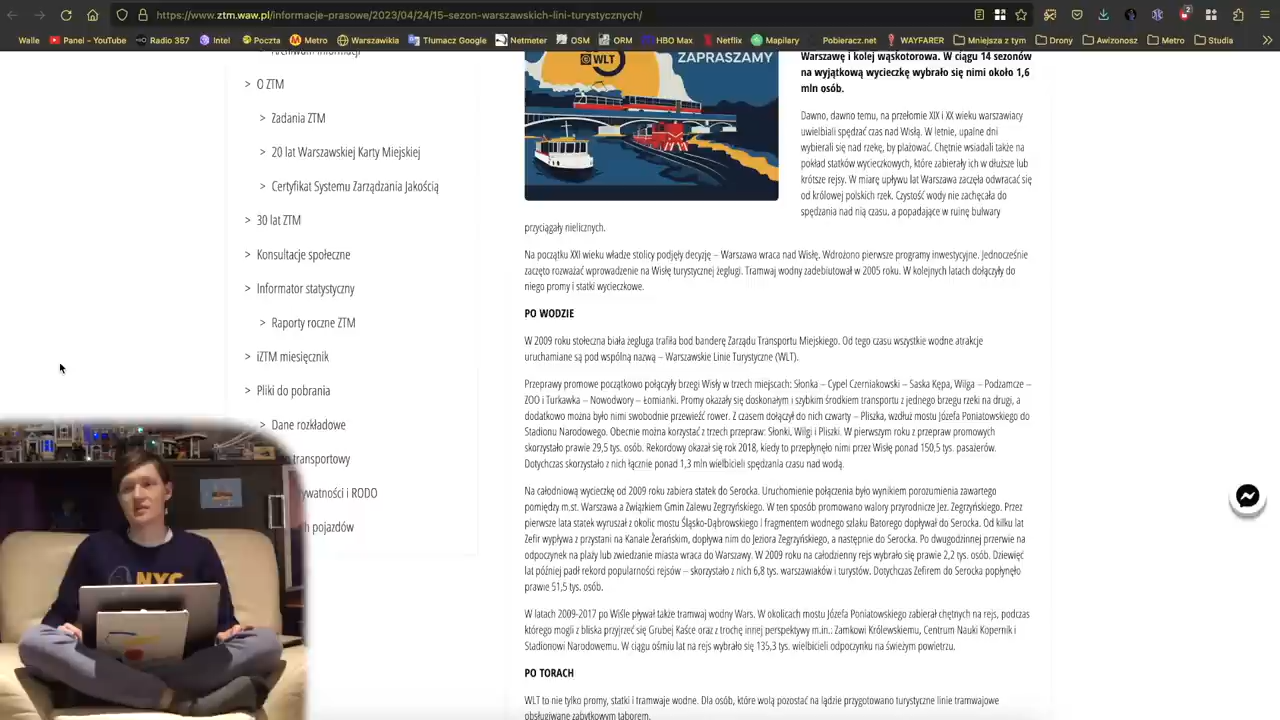 https://www.ztm.waw.pl/informacje-prasowe/2023/04/24/15-sezon-warszawskich-lini-turystycznych/
2
Walle
Panel - YouTube
Radio 357
Intel
Poczta
Metro
Warszawikia
Tłumacz Google
Netmeter
OSM
ORM
HBO Max
Netflix
Mapilary
Pobieracz.net
WAYFARER
Mniejsza z tym
Drony
Awizonosz
Metro
Studia
> O ZTM
> Zadania ZTM
> 20 lat Warszawskiej Karty Miejskiej
> Certyfikat Systemu Zarządzania Jakością
> 30 lat ZTM
> Konsultacje społeczne
> Informator statystyczny
> Raporty roczne ZTM
> iZTM miesięcznik
> Pliki do pobrania
> Dane rozkładowe
transportowy
i RODO
pojazdów
WLT
ZAPRASZAMY
Warszawę i kolej wąskotorowa. W ciągu 14 sezonów
na wyjątkową wycieczkę wybrało się nimi około 1,6
mln osób.
Dawno, dawno temu, na przełomie XIX i XX wieku warszawiacy
uwielbiali spędzać czas nad Wisłą. W letnie, upalne dni
wybierali się nad rzekę, by plażować. Chętnie wsiadali także na
pokład statków wycieczkowych, które zabierały ich w dłuższe lub
krótsze rejsy. W miarę upływu lat Warszawa zaczęła odwracać się
od królowej polskich rzek. Czystość wody nie zachęcała do
spędzania nad nią czasu, a popadające w ruinę bulwary
przyciągały nielicznych.
Na początku XXI wieku władze stolicy podjęły decyzję – Warszawa wraca nad Wisłę. Wdrożono pierwsze programy inwestycyjne. Jednocześnie
zaczęto rozważać wprowadzenie na Wisłę turystycznej żeglugi. Tramwaj wodny zadebiutował w 2005 roku. W kolejnych latach dołączyły do
niego promy i statki wycieczkowe.
PO WODZIE
W 2009 roku stołeczna biała żegluga trafiła pod banderę Zarządu Transportu Miejskiego. Od tego czasu wszystkie wodne atrakcje
uruchamiane są pod wspólną nazwą – Warszawskie Linie Turystyczne (WLT).
Przeprawy promowe początkowo połączyły brzegi Wisły w trzech miejscach: Słonka – Cypel Czerniakowski – Saska Kępa, Wilga – Podzamcze –
ZOO i Turkawka – Nowodwory – Łomianki. Promy okazały się doskonałym i szybkim środkiem transportu z jednego brzegu rzeki na drugi, a
dodatkowo można było nimi swobodnie przewieźć rower. Z czasem dołączył do nich czwarty – Pliszka, wzdłuż mostu Józefa Poniatowskiego do
Stadionu Narodowego. Obecnie można korzystać z trzech przepraw: Słonki, Wilgi i Pliszki. W pierwszym roku z przepraw promowych
skorzystało prawie 29,5 tys. osób. Rekordowy okazał się rok 2018, kiedy to przepłynęło nimi przez Wisłę ponad 150,5 tys. pasażerów.
Dotychczas skorzystało z nich łącznie ponad 1,3 mln wielbicieli spędzania czasu nad wodą.
Na całodniową wycieczkę od 2009 roku zabiera statek do Serocka. Uruchomienie połączenia było wynikiem porozumienia zawartego
pomiędzy m.st. Warszawa a Związkiem Gmin Zalewu Zegrzyńskiego. W ten sposób promowano walory przyrodnicze Jez. Zegrzyńskiego. Przez
pierwsze lata statek wyruszał z okolic mostu Śląsko-Dąbrowskiego i fragmentem wodnego szlaku Batorego dopływał do Serocka. Od kilku lat
Zefir wypływa z przystani na Kanale Żerańskim, dopływa nim do Jeziora Zegrzyńskiego, a następnie do Serocka. Po dwugodzinnej przerwie na
odpoczynek na plaży lub zwiedzanie miasta wraca do Warszawy. W 2009 roku na całodzienny rejs wybrało się prawie 2,2 tys. osób. Dziewięć
lat później padł rekord popularności rejsów – skorzystało z nich 6,8 tys. warszawiaków i turystów. Dotychczas Zefirem do Serocka popłynęło
prawie 51,5 tys. osób.
W latach 2009-2017 po Wiśle pływał także tramwaj wodny Wars. W okolicach mostu Józefa Poniatowskiego zabierał chętnych na rejs, podczas
którego mogli z bliska przyjrzeć się Grubej Kaśce oraz z trochę innej perspektywy m.in.: Zamkowi Królewskiemu, Centrum Nauki Kopernik i
Stadionowi Narodowemu. W ciągu ośmiu lat na rejs wybrało się 135,3 tys. wielbicieli odpoczynku na świeżym powietrzu.
PO TORACH
WLT to nie tylko promy, statki i tramwaje wodne. Dla osób, które wolą pozostać na lądzie przygotowano turystyczne linie tramwajowe
obsługiwane zabytkowym taborem.
NYC